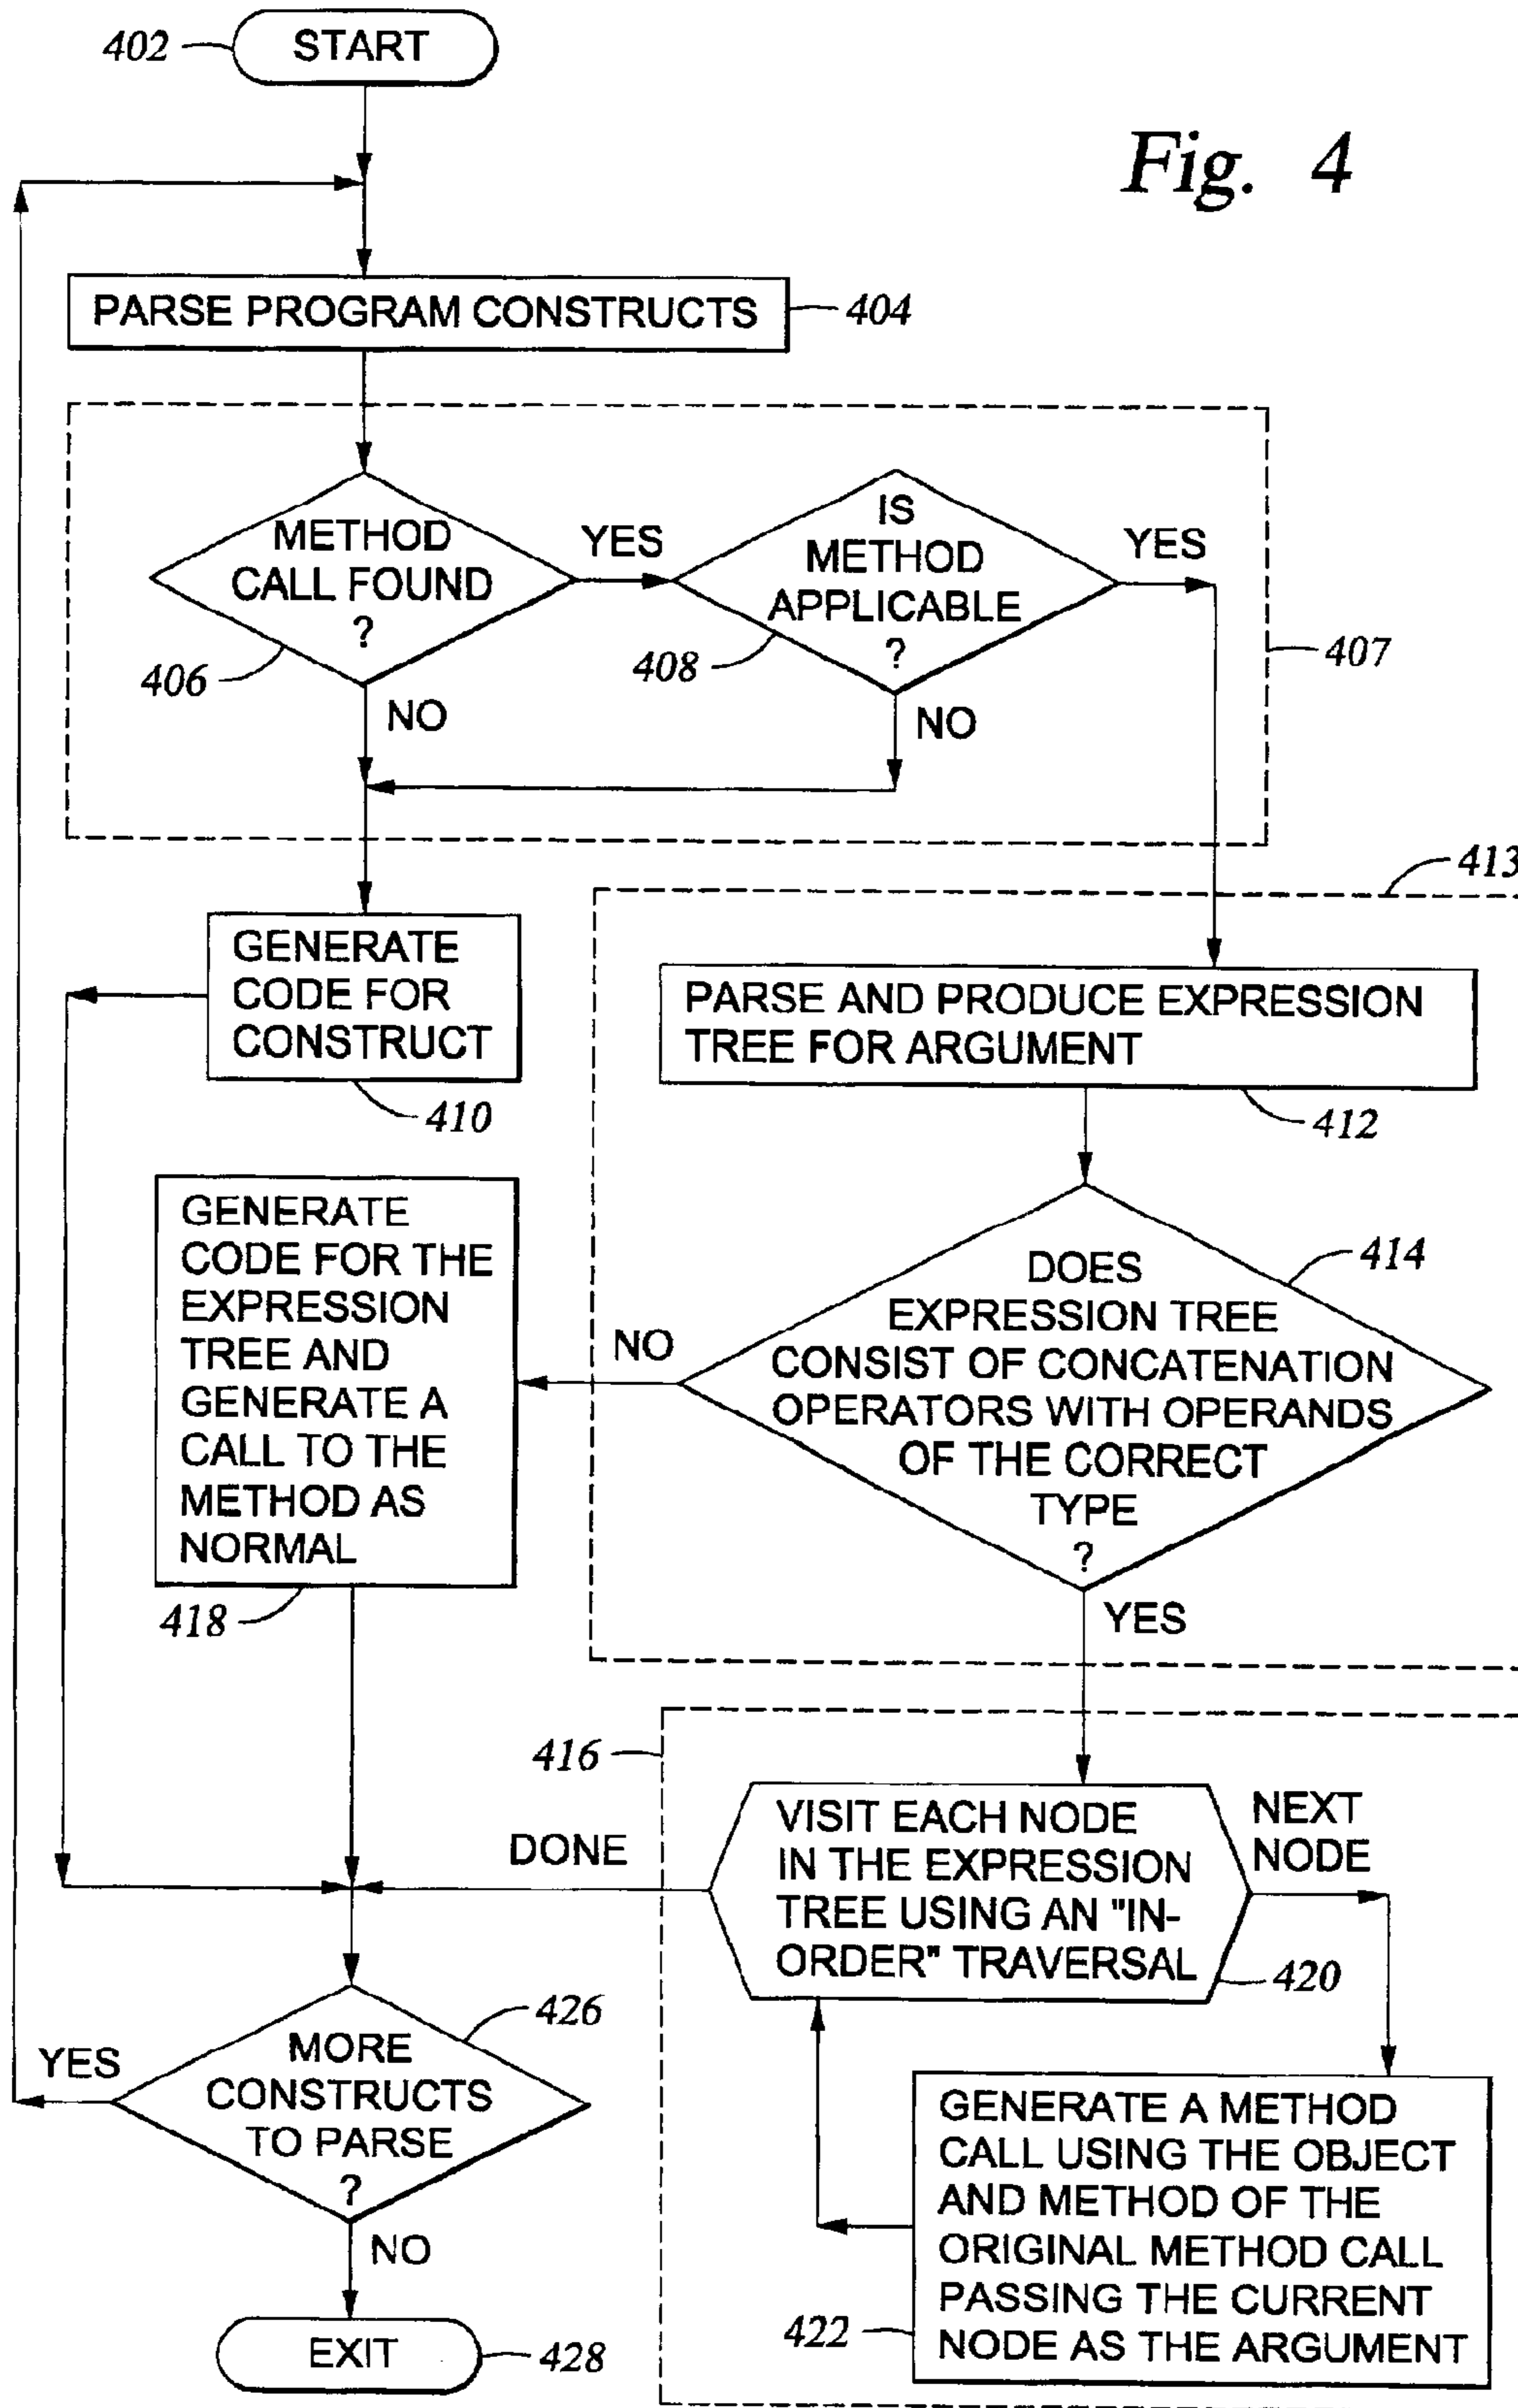 402
START
Fig. 4
PARSE PROGRAM CONSTRUCTS
404
METHOD
CALL FOUND
?
406
YES
IS
METHOD
APPLICABLE
?
408
YES
407
NO
NO
413
GENERATE
CODE FOR
CONSTRUCT
410
PARSE AND PRODUCE EXPRESSION
TREE FOR ARGUMENT
412
GENERATE
CODE FOR THE
EXPRESSION
TREE AND
GENERATE A
CALL TO THE
METHOD AS
NORMAL
418
NO
DOES
EXPRESSION TREE
CONSIST OF CONCATENATION
OPERATORS WITH OPERANDS
OF THE CORRECT
TYPE
?
414
YES
416
DONE
VISIT EACH NODE
IN THE EXPRESSION
TREE USING AN "IN-
ORDER" TRAVERSAL
420
NEXT
NODE
YES
MORE
CONSTRUCTS
TO PARSE
?
426
NO
GENERATE A METHOD
CALL USING THE OBJECT
AND METHOD OF THE
ORIGINAL METHOD CALL
PASSING THE CURRENT
NODE AS THE ARGUMENT
422
EXIT
428